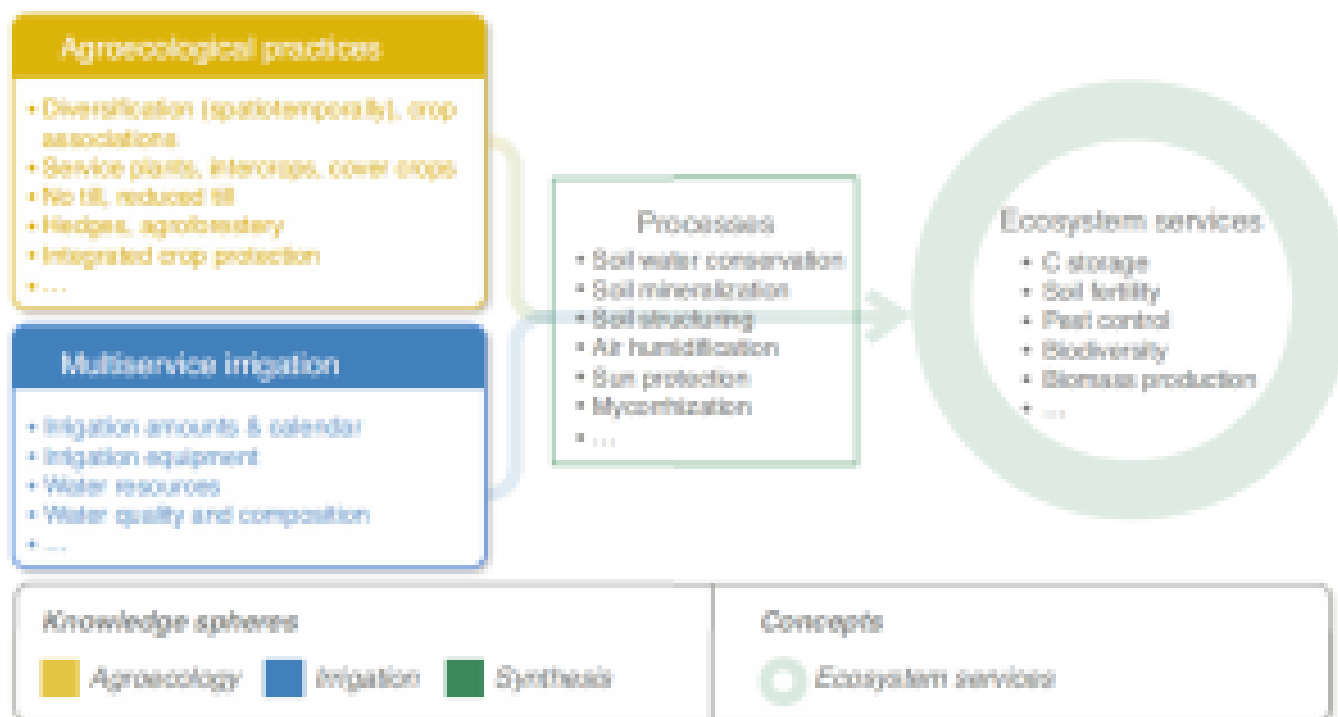 Agroecological practices
• Diversification (spatiotemporally), crop
associations
• Service plants, intercrops, cover crops
• No till, reduced till
• Hedges, agroforestery
• Integrated crop protection
• ...
Multiservice irrigation
• Irrigation amounts & calendar
• Irrigation equipment
• Water resources
• Water quality and composition
• ...
Processes
• Soil water conservation
• Soil mineralization
• Soil structuring
• Air humidification
• Sun protection
• Mycorrhization
• ...
Ecosystem services
• C storage
• Soil fertility
• Pest control
• Biodiversity
• Biomass production
• ...
Knowledge spheres
Agroecology
Irrigation
Synthesis
Concepts
Ecosystem services